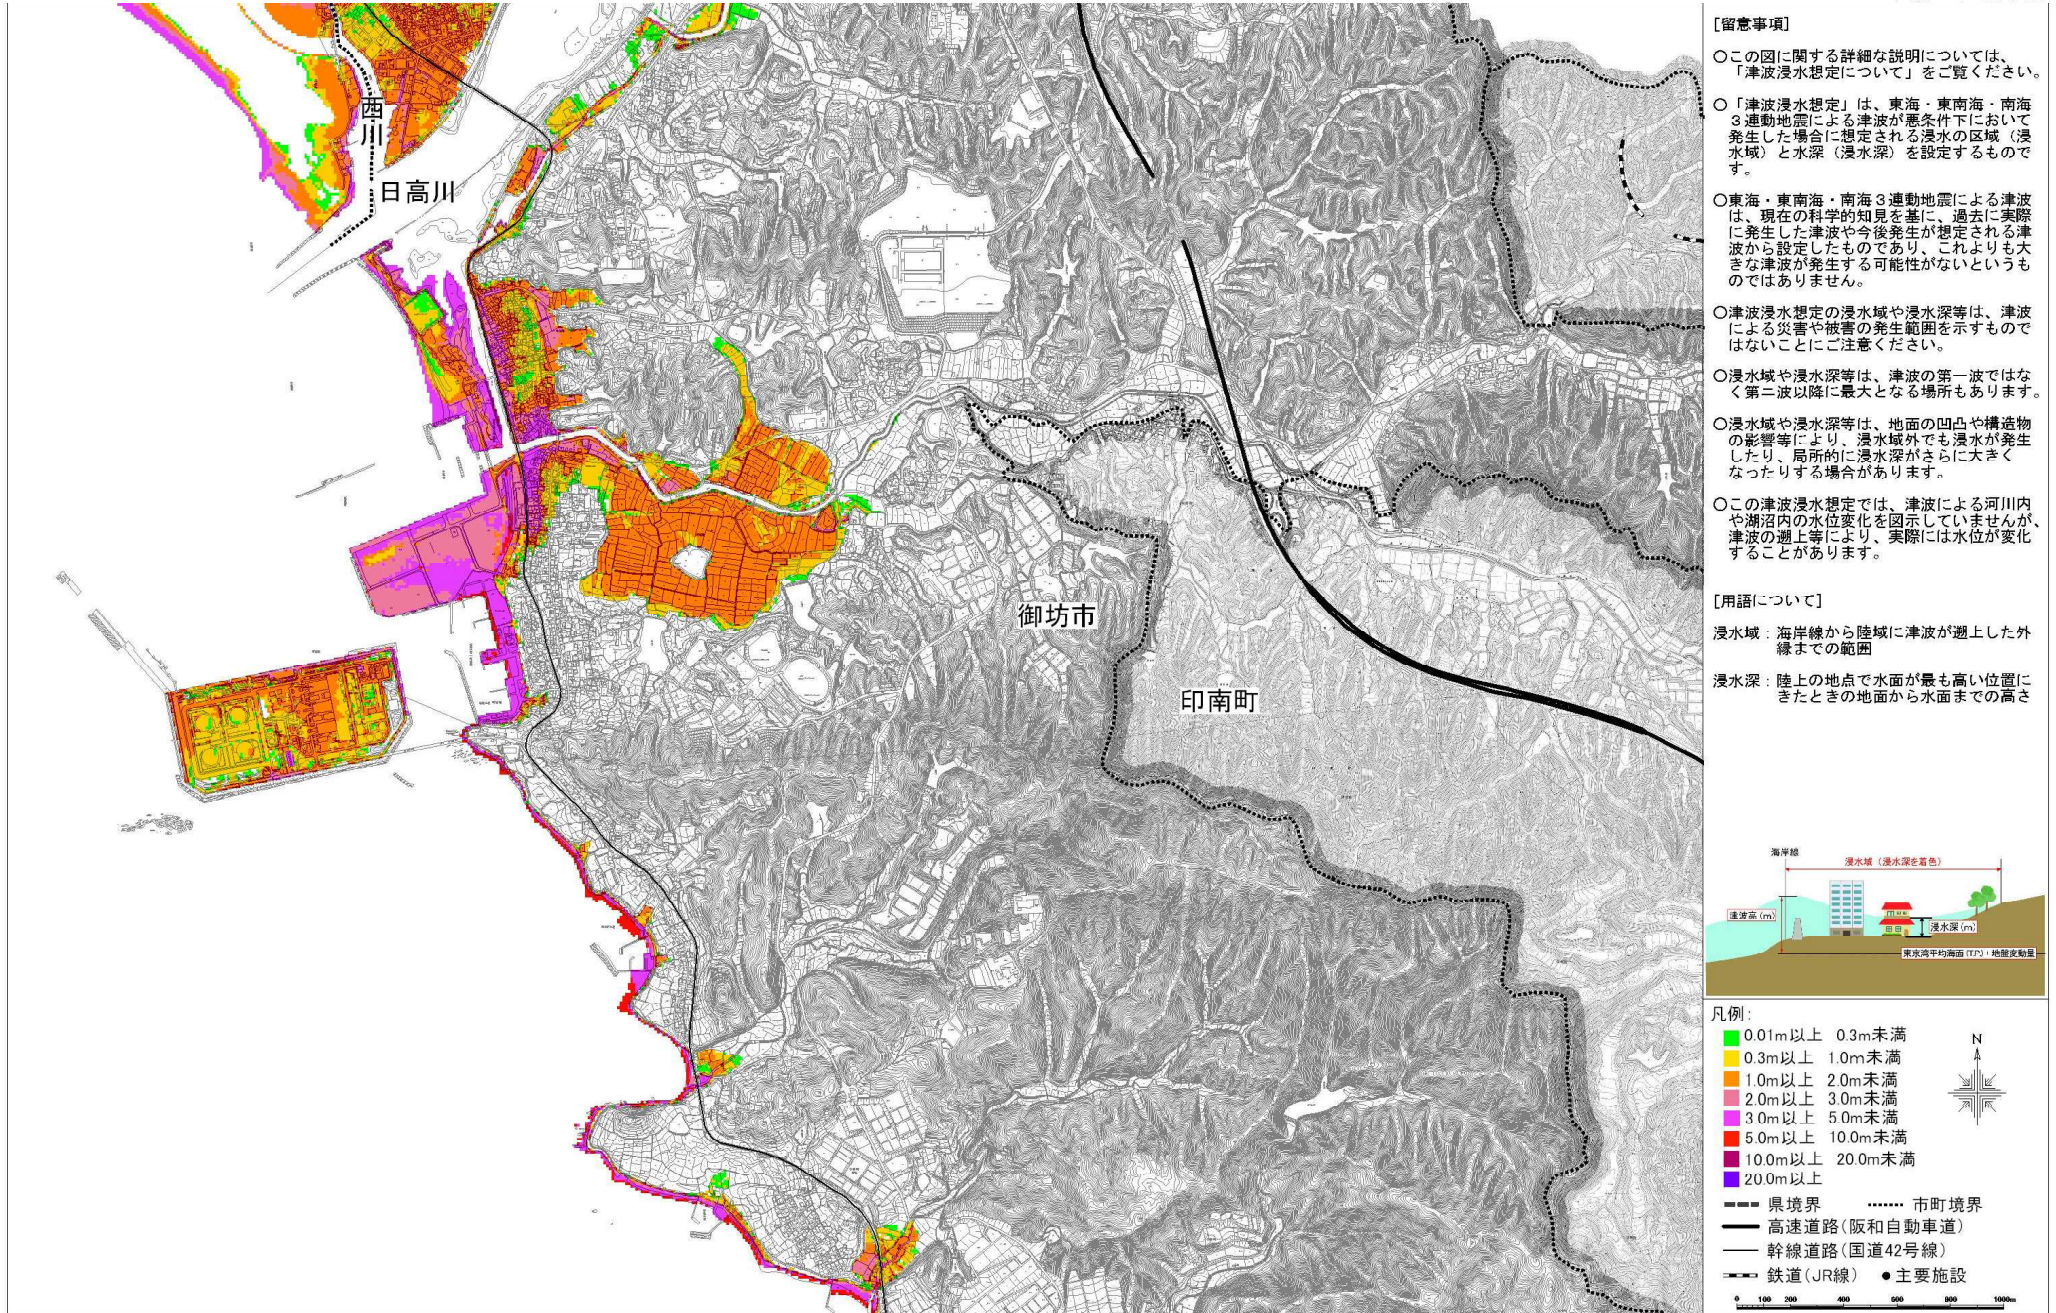 西川
日高川
御坊市
印南町
[留意事項]
○この図に関する詳細な説明については、
「津波浸水想定について」をご覧ください。
○「津波浸水想定」は、東海・東南海・南海
3連動地震による津波が悪条件下において
発生した場合に想定される浸水の区域（浸
水域）と水深（浸水深）を設定するもので
す。
○東海・東南海・南海3連動地震による津波
は、現在の科学的知見を基に、過去に実際
に発生した津波や今後発生が想定される津
波から設定したものであり、これよりも大
きな津波が発生する可能性がないというも
のではありません。
○津波浸水想定の浸水域や浸水深等は、津波
による災害や被害の発生範囲を示すもので
はないことにご注意ください。
○浸水域や浸水深等は、津波の第一波ではな
く第二波以降に最大となる場所もあります。
○浸水域や浸水深等は、地面の凹凸や構造物
の影響等により、浸水域外でも浸水が発生
したり、局所的に浸水深がさらに大きく
なったりする場合があります。
○この津波浸水想定では、津波による河川内
や湖沼内の水位変化を図示していませんが、
津波の遡上等により、実際には水位が変化
することがあります。
[用語について]
浸水域：海岸線から陸域に津波が遡上した外
縁までの範囲
浸水深：陸上の地点で水面が最も高い位置に
きたときの地面から水面までの高さ
海岸線
浸水域（浸水深を着色）
津波高(m)
浸水深(m)
東京湾平均海面(T.P.)＋地盤変動量
凡例：
0.01m以上 0.3m未満
0.3m以上 1.0m未満
1.0m以上 2.0m未満
2.0m以上 3.0m未満
3.0m以上 5.0m未満
5.0m以上 10.0m未満
10.0m以上 20.0m未満
20.0m以上
N
県境界 市町境界
高速道路(阪和自動車道)
幹線道路(国道42号線)
鉄道(JR線) ●主要施設
0 100 200 400 600 800 1000m